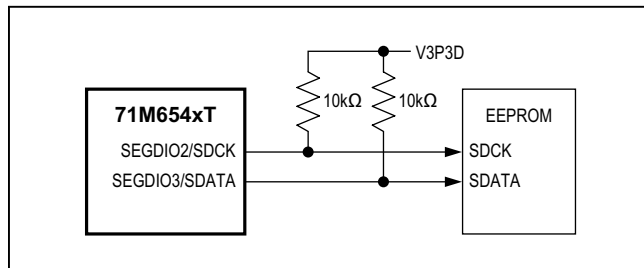 V3P3D
10kΩ 10kΩ
71M654xT
EEPROM
SEGDIO2/SDCK
SDCK
SEGDIO3/SDATA
SDATA